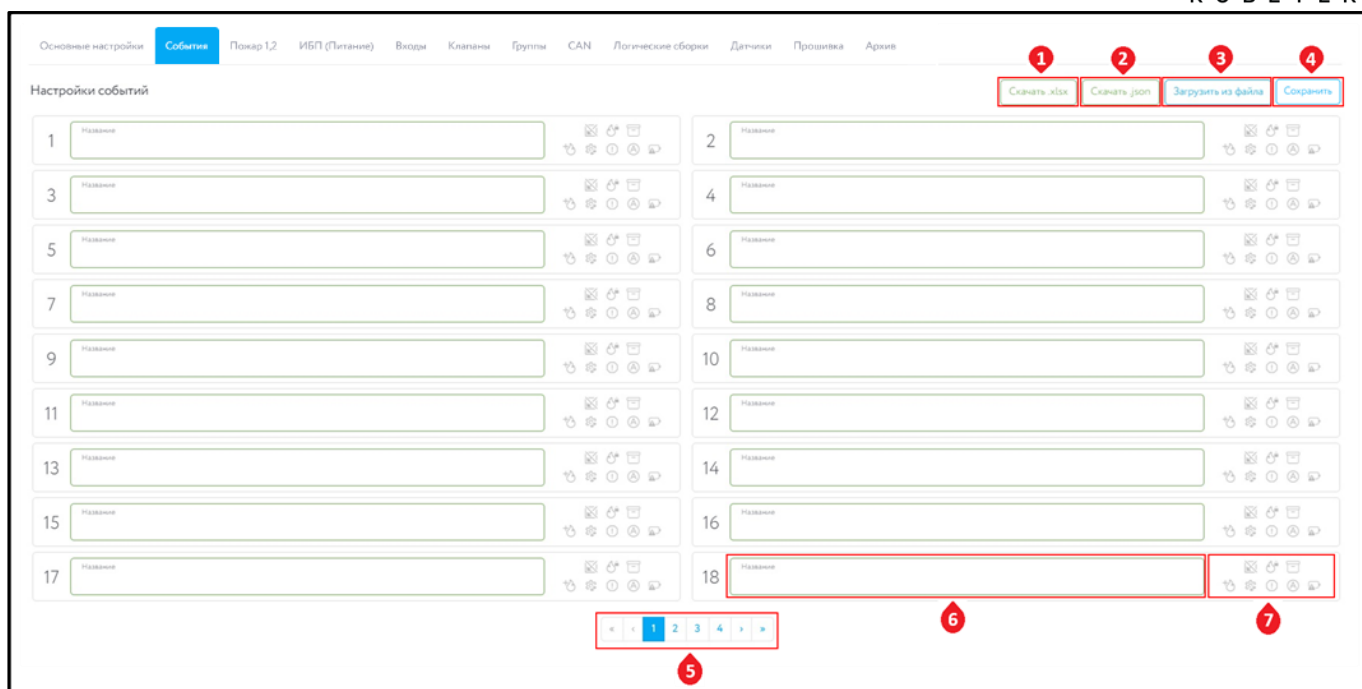 Основные настройки События Пожар 1,2 ИБП (Питание) Входы Клапаны Группы CAN Логические сборки Датчики Прошивка Архив
1 2 3 4
Настройки событий Скачать .xlsx Скачать .json Загрузить из файла Сохранить
1 Название 2 Название
3 Название 4 Название
5 Название 6 Название
7 Название 8 Название
9 Название 10 Название
11 Название 12 Название
13 Название 14 Название
15 Название 16 Название
17 Название 18 Название
6 7
« ‹ 1 2 3 4 › »
5